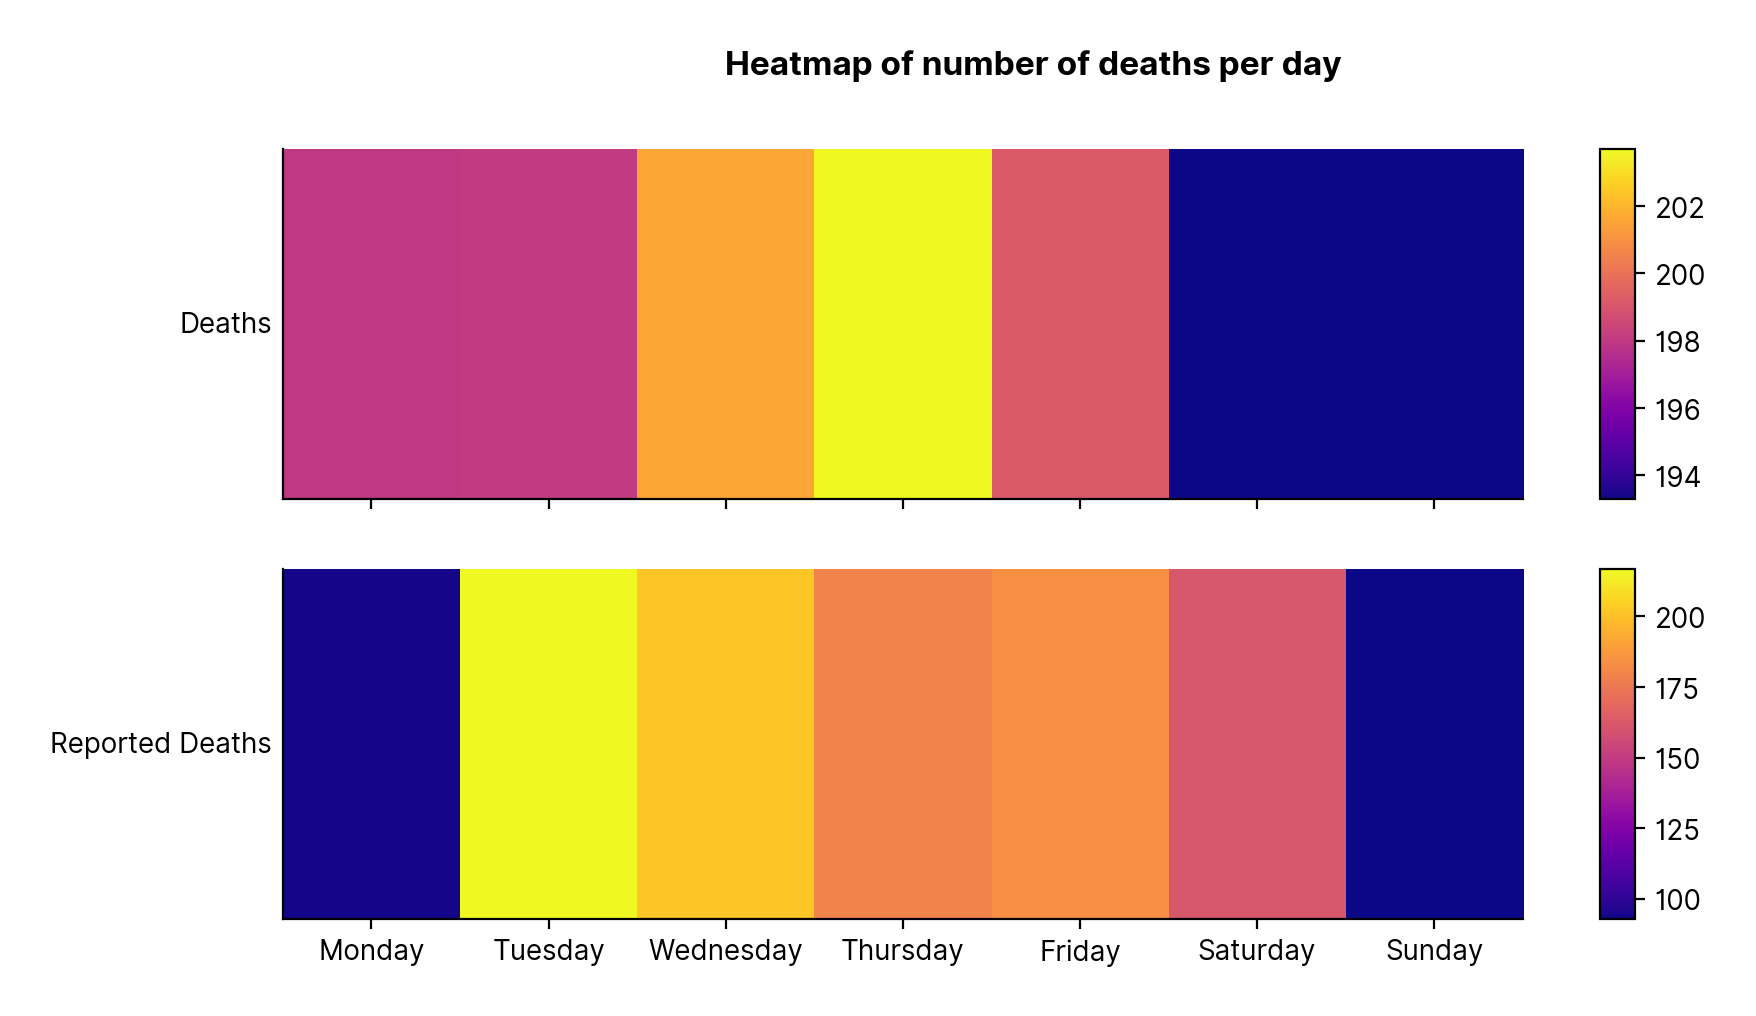 Heatmap of number of deaths per day
Deaths
202
200
198
196
194
Reported Deaths
200
175
150
125
100
Monday Tuesday Wednesday Thursday Friday Saturday Sunday